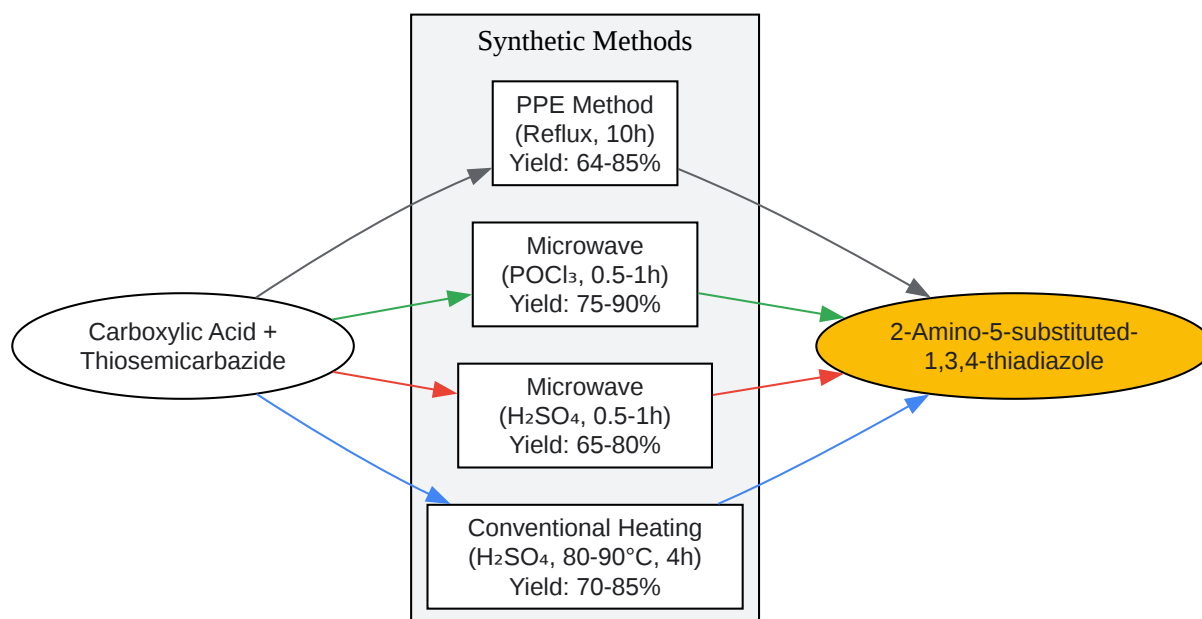 Synthetic Methods
PPE Method
(Reflux, 10h)
Yield: 64-85%
Microwave
(POCl₃, 0.5-1h)
Yield: 75-90%
Carboxylic Acid +
Thiosemicarbazide
2-Amino-5-substituted-
1,3,4-thiadiazole
Microwave
(H₂SO₄, 0.5-1h)
Yield: 65-80%
Conventional Heating
(H₂SO₄, 80-90°C, 4h)
Yield: 70-85%